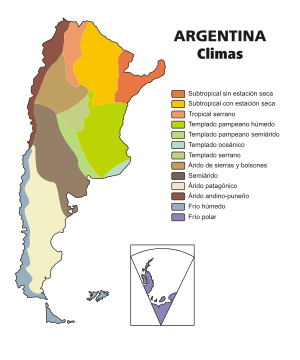 ARGENTINA
Climas
Subtropical sin estación seca
Subtropical con estación seca
Tropical serrano
Templado pampeano húmedo
Templado pampeano semiárido
Templado oceánico
Templado serrano
Árido de sierras y bolsones
Semiárido
Árido patagónico
Árido andino-puneño
Frío húmedo
Frío polar